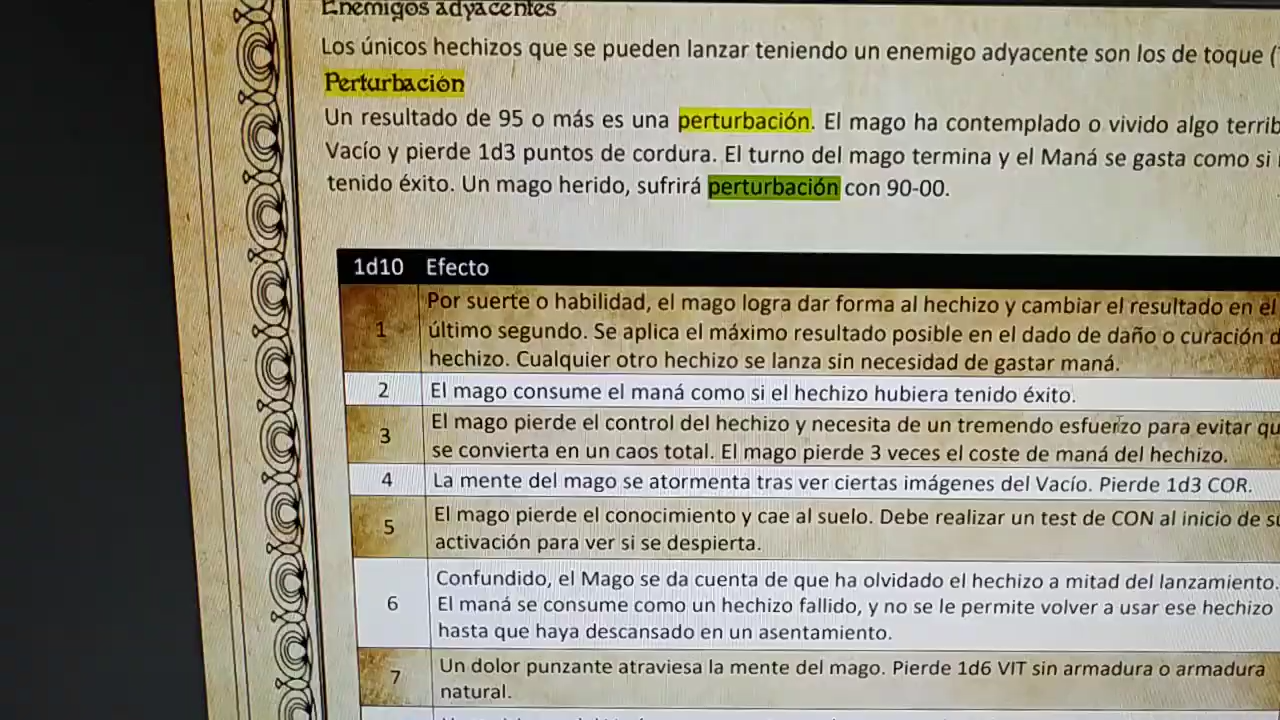 Enemigos adyacentes
Los únicos hechizos que se pueden lanzar teniendo un enemigo adyacente son los de toque (
Perturbación
Un resultado de 95 o más es una perturbación. El mago ha contemplado o vivido algo
Vacío y pierde 1d3 puntos de cordura. El turno del mago termina y el Maná se gasta como si
tenido éxito. Un mago herido, sufrirá perturbación con 90-00.
1d10 Efecto
1 Por suerte o habilidad, el mago logra dar forma al hechizo y cambiar el resultado en el
último segundo. Se aplica el máximo resultado posible en el dado de daño o curación
hechizo. Cualquier otro hechizo se lanza sin necesidad de gastar maná.
2 El mago consume el maná como si el hechizo hubiera tenido éxito.
3 El mago pierde el control del hechizo y necesita de un tremendo esfuerzo para evitar
se convierta en un caos total. El mago pierde 3 veces el coste de maná del hechizo.
4 La mente del mago se atormenta tras ver ciertas imágenes del Vacío. Pierde 1d3 COR.
5 El mago pierde el conocimiento y cae al suelo. Debe realizar un test de CON al inicio de
activación para ver si se despierta.
6 Confundido, el Mago se da cuenta de que ha olvidado el hechizo a mitad del lanzamiento.
El maná se consume como un hechizo fallido, y no se le permite volver a usar ese hechizo
hasta que haya descansado en un asentamiento.
7 Un dolor punzante atraviesa la mente del mago. Pierde 1d6 VIT sin armadura o armadura
natural.